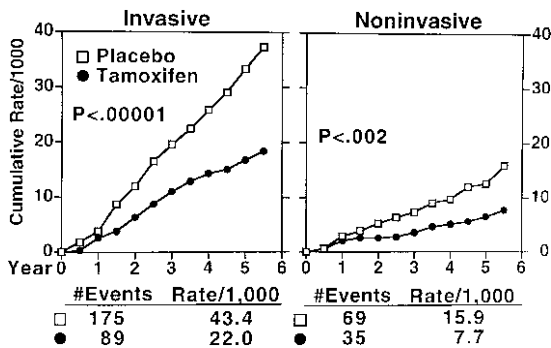 Invasive
Noninvasive
Cumulative Rate/1000
40
30
20
10
0
Placebo
Tamoxifen
P<.00001
P<.002
40
30
20
10
0
Year
0 1 2 3 4 5 6
0 1 2 3 4 5 6
#Events Rate/1,000
175 43.4
89 22.0
#Events Rate/1,000
69 15.9
35 7.7